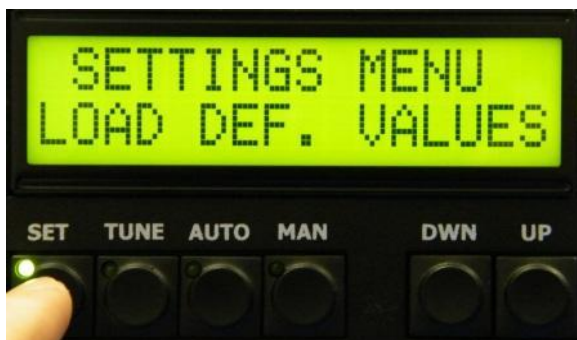 SETTINGS MENU
LOAD DEF. VALUES
SET TUNE AUTO MAN DWN UP